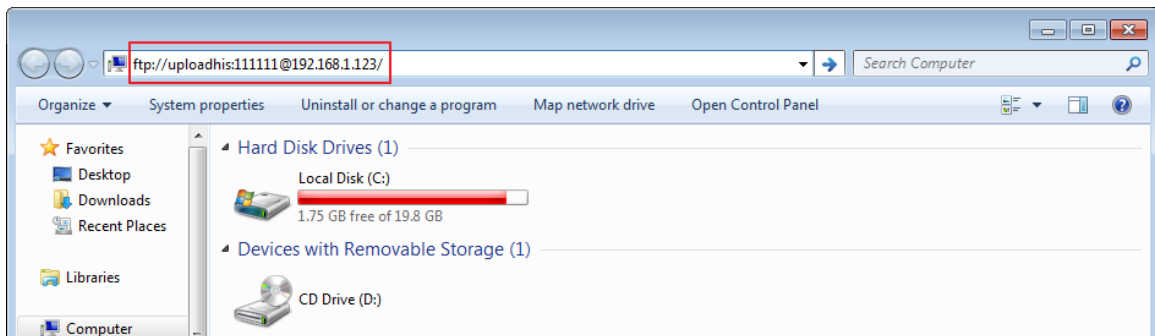 ftp://uploadhis:111111@192.168.1.123/
Search Computer
Organize
System properties
Uninstall or change a program
Map network drive
Open Control Panel
Favorites
Desktop
Downloads
Recent Places
Libraries
Computer
Hard Disk Drives (1)
Local Disk (C:)
1.75 GB free of 19.8 GB
Devices with Removable Storage (1)
CD Drive (D:)